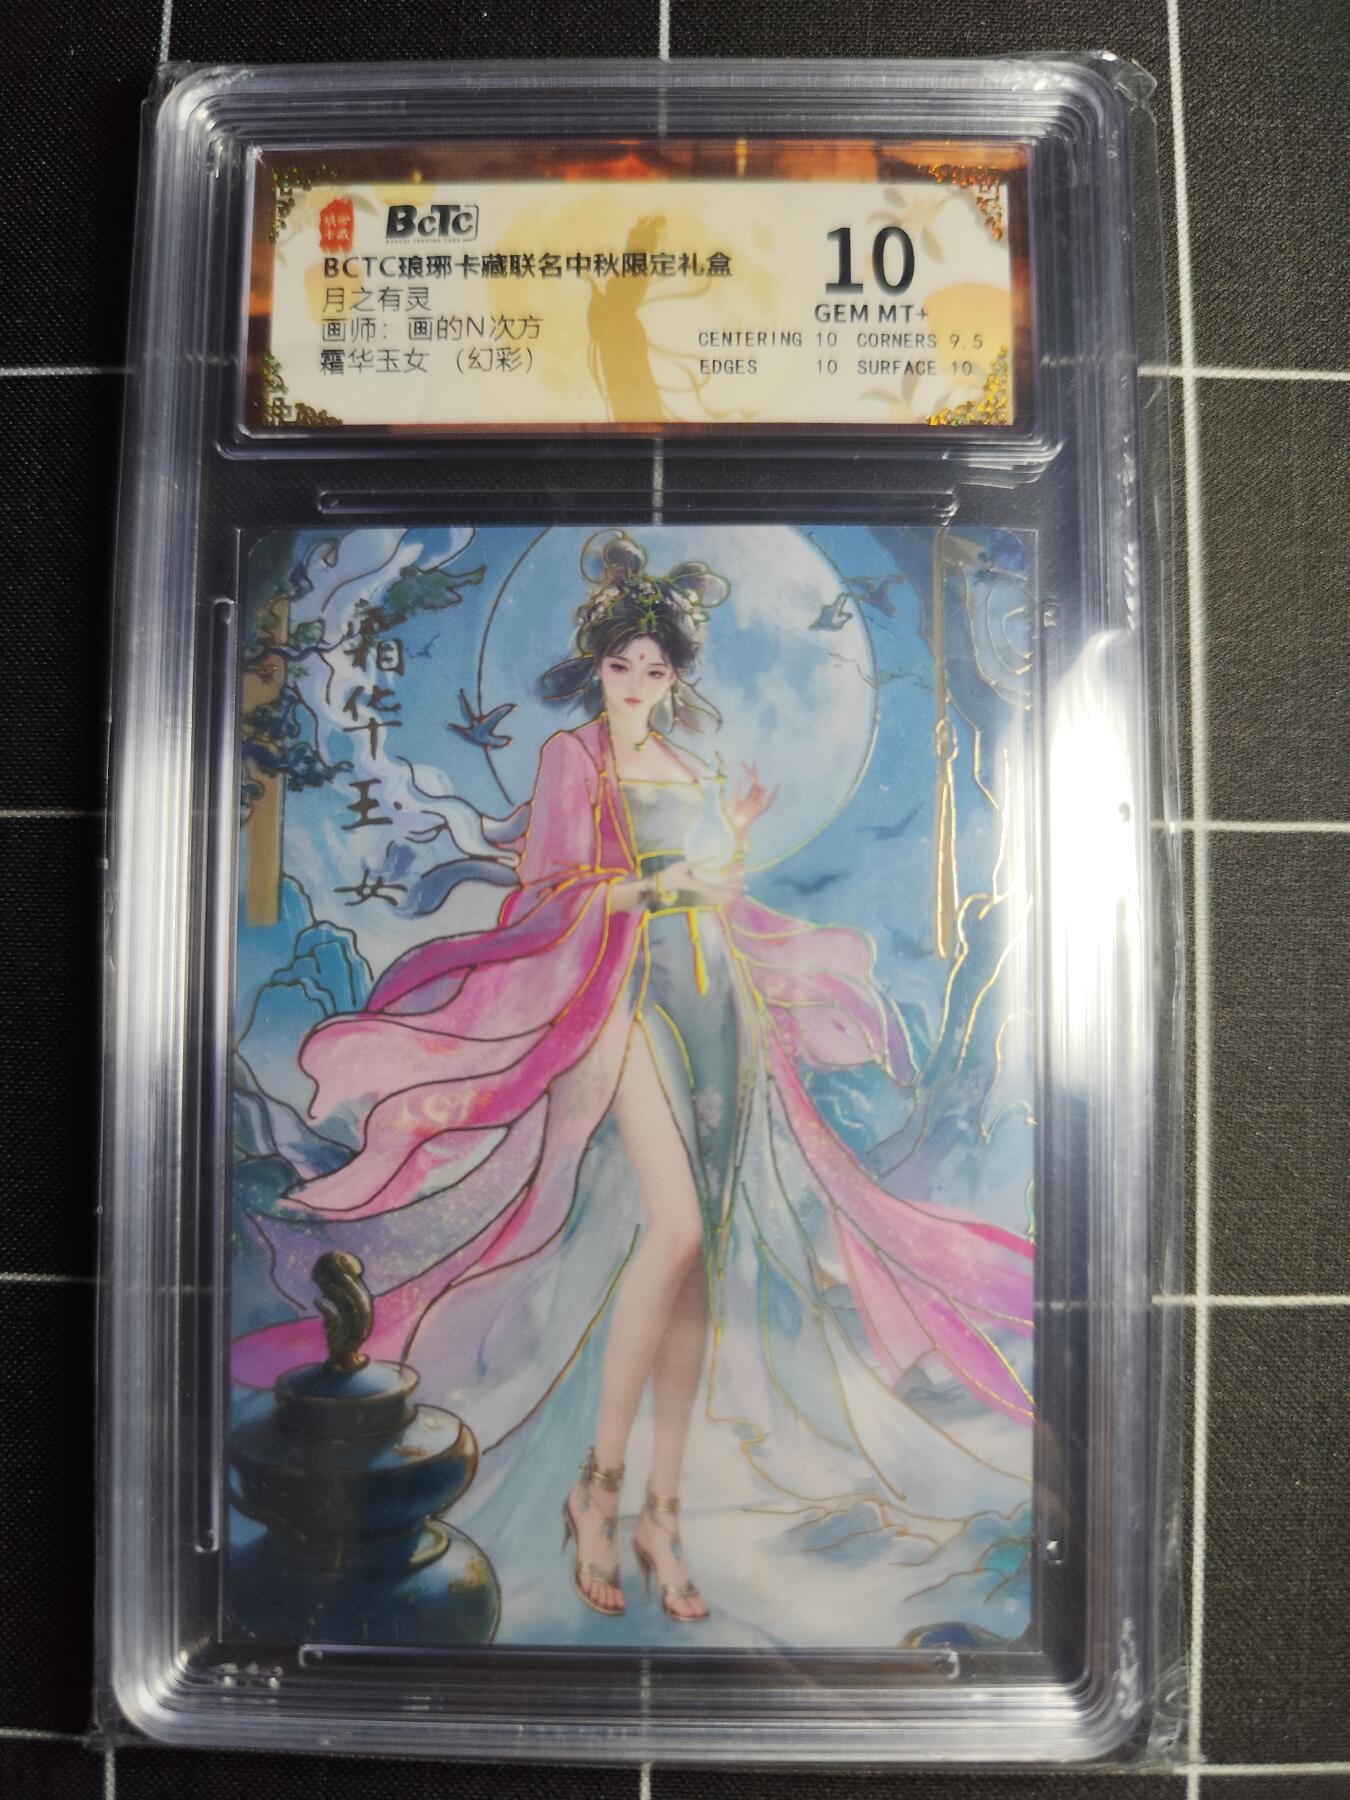 BCTC
BCTC琅琊卡藏联名中秋限定礼盒
月之有灵
画师：画的N次方
霜华玉女 （幻彩）
10
GEM MT+
CENTERING 10 CORNERS 9.5
EDGES 10 SURFACE 10
霜华玉女